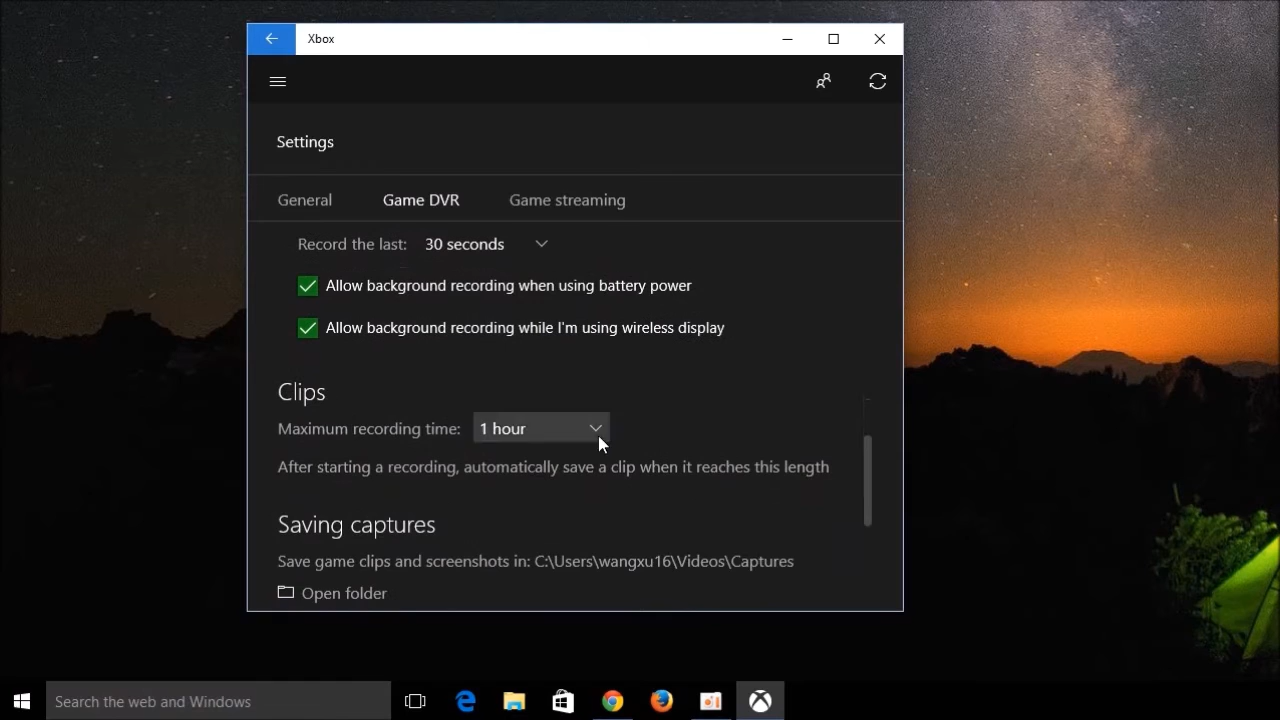 Xbox
Settings
General Game DVR Game streaming
Record the last: 30 seconds
Allow background recording when using battery power
Allow background recording while I'm using wireless display
Clips
Maximum recording time: 1 hour
After starting a recording, automatically save a clip when it reaches this length
Saving captures
Save game clips and screenshots in: C:\Users\wangxu16\Videos\Captures
Open folder
Search the web and Windows